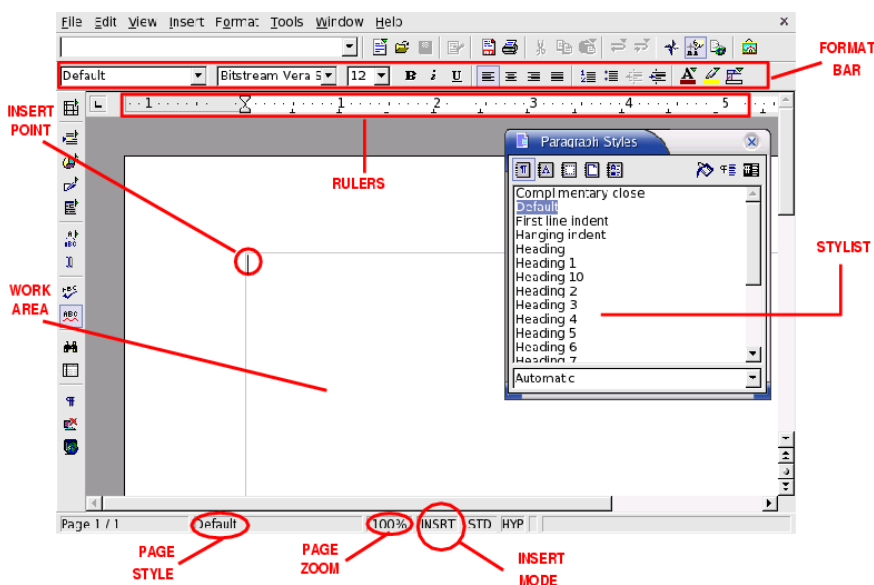 File Edit View Insert Format Tools Window Help
FORMAT
BAR
Default Bitstream Vera S 12 B i U A
INSERT
POINT
1 1 2 3 4 5
RULERS
Paragraph Styles
Complimentary close
Default
First line indent
Hanging indent
Heading
Heading 1
Heading 10
Heading 2
Heading 3
Heading 4
Heading 5
Heading 6
Heading 7
Automatic
STYLIST
WORK
AREA
ABC
Page 1 / 1 Default 100% INSRT STD HYP
PAGE
STYLE
PAGE
ZOOM
INSERT
MODE